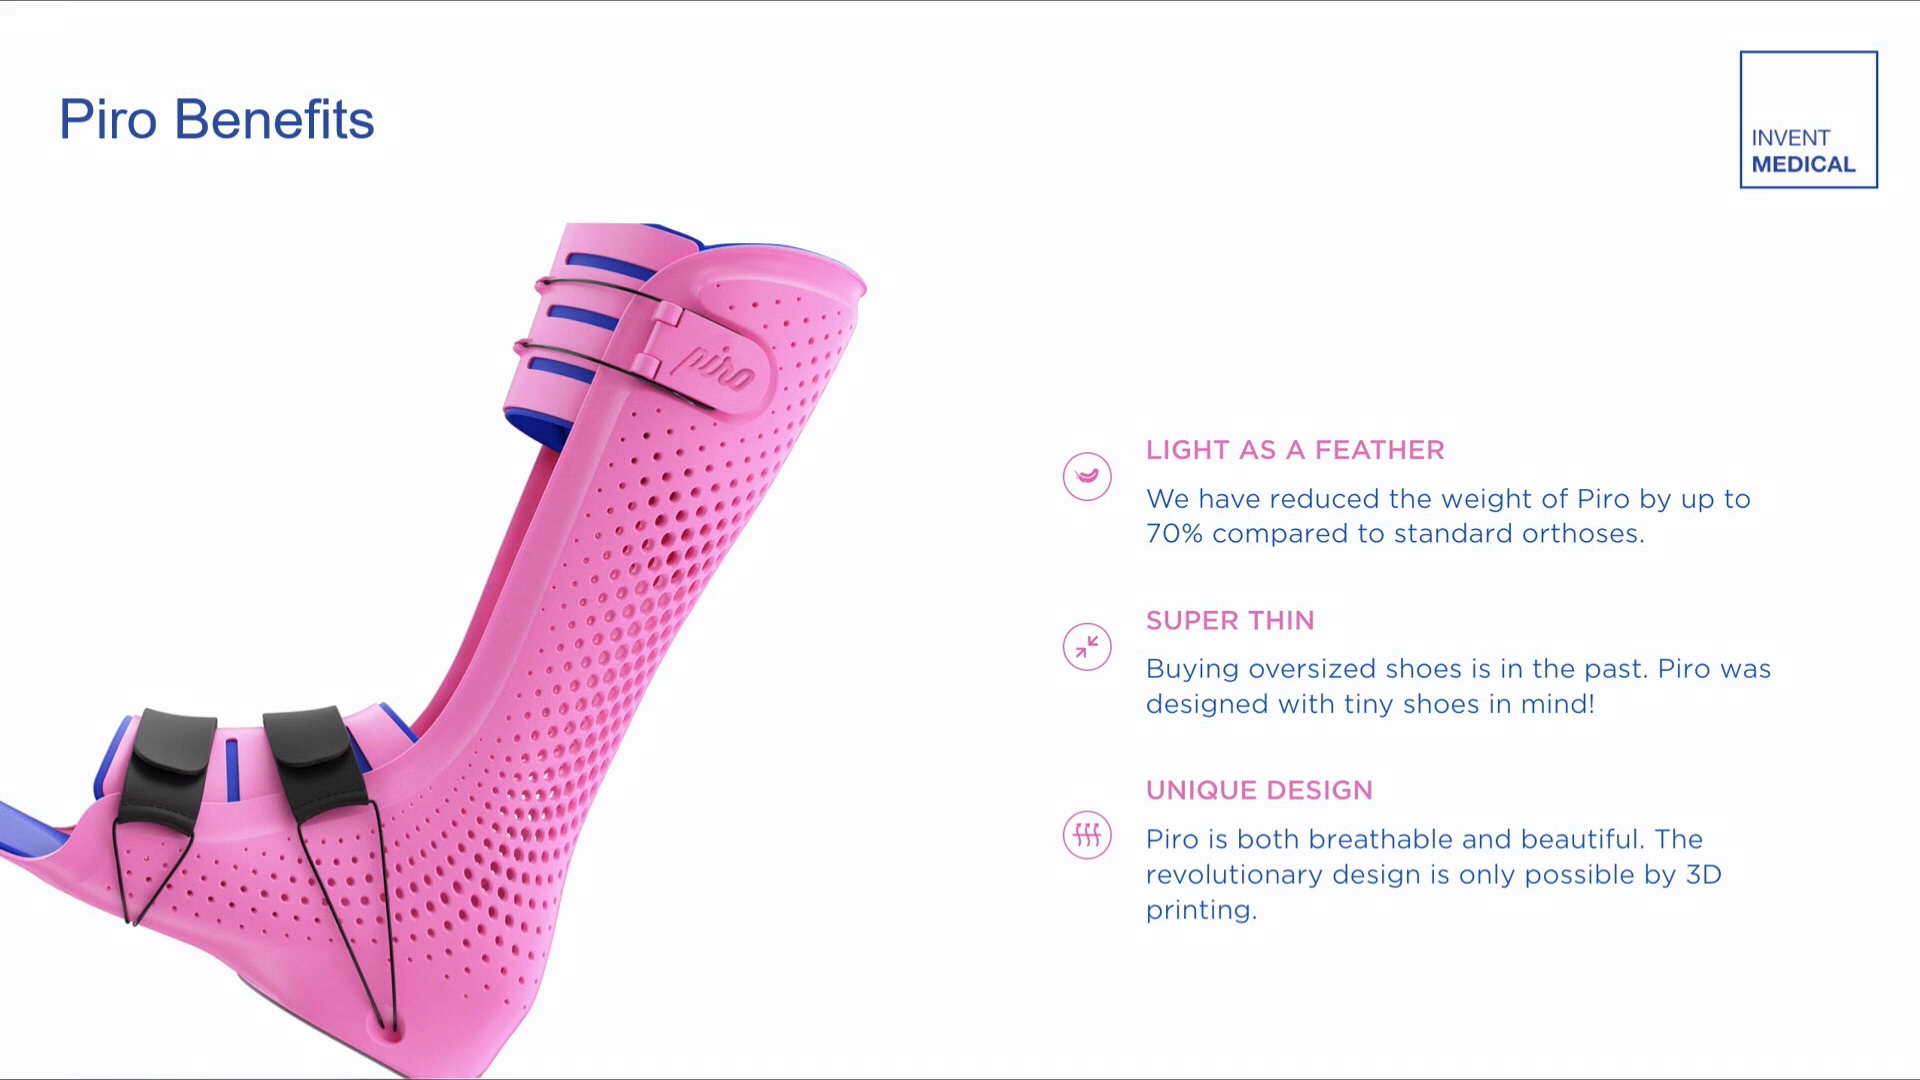 Piro Benefits
INVENT
MEDICAL
piro
LIGHT AS A FEATHER
We have reduced the weight of Piro by up to
70% compared to standard orthoses.
SUPER THIN
Buying oversized shoes is in the past. Piro was
designed with tiny shoes in mind!
UNIQUE DESIGN
Piro is both breathable and beautiful. The
revolutionary design is only possible by 3D
printing.